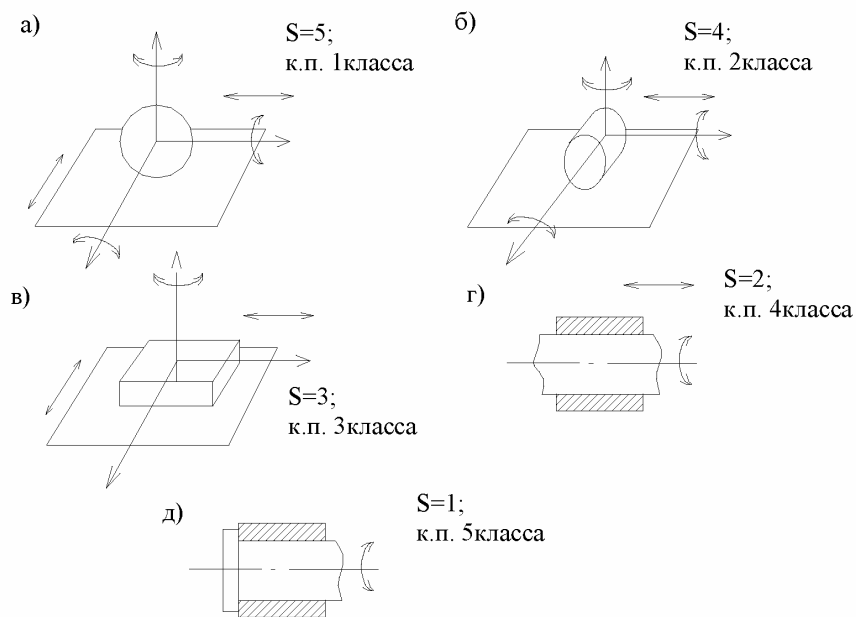 а)
S=5;
к.п. 1класса
б)
S=4;
к.п. 2класса
в)
S=3;
к.п. 3класса
г)
S=2;
к.п. 4класса
д)
S=1;
к.п. 5класса